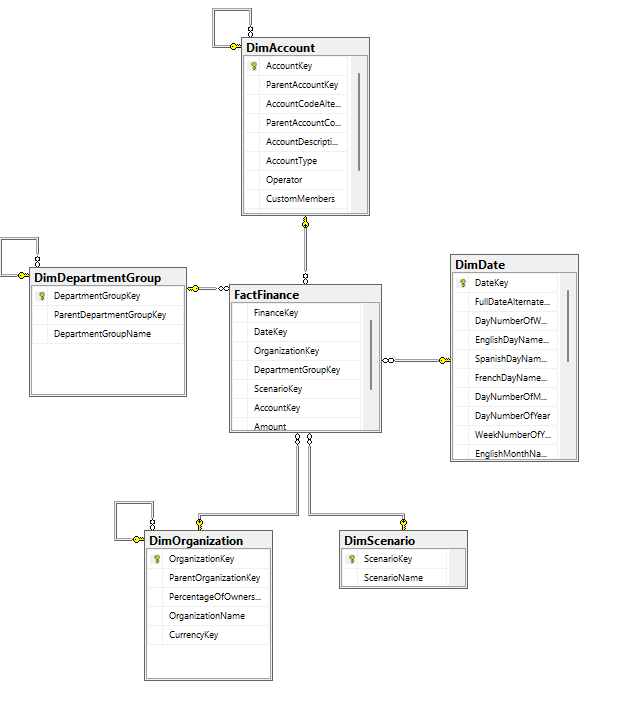 DimAccount
AccountKey
ParentAccountKey
AccountCodeAlte...
ParentAccountCo...
AccountDescripti...
AccountType
Operator
CustomMembers
DimDepartmentGroup
DepartmentGroupKey
ParentDepartmentGroupKey
DepartmentGroupName
FactFinance
FinanceKey
DateKey
OrganizationKey
DepartmentGroupKey
ScenarioKey
AccountKey
Amount
DimDate
DateKey
FullDateAlternate...
DayNumberOfW...
EnglishDayName...
SpanishDayNam...
FrenchDayName...
DayNumberOfM...
DayNumberOfYear
WeekNumberOfY...
EnglishMonthNa...
DimOrganization
OrganizationKey
ParentOrganizationKey
PercentageOfOwners...
OrganizationName
CurrencyKey
DimScenario
ScenarioKey
ScenarioName